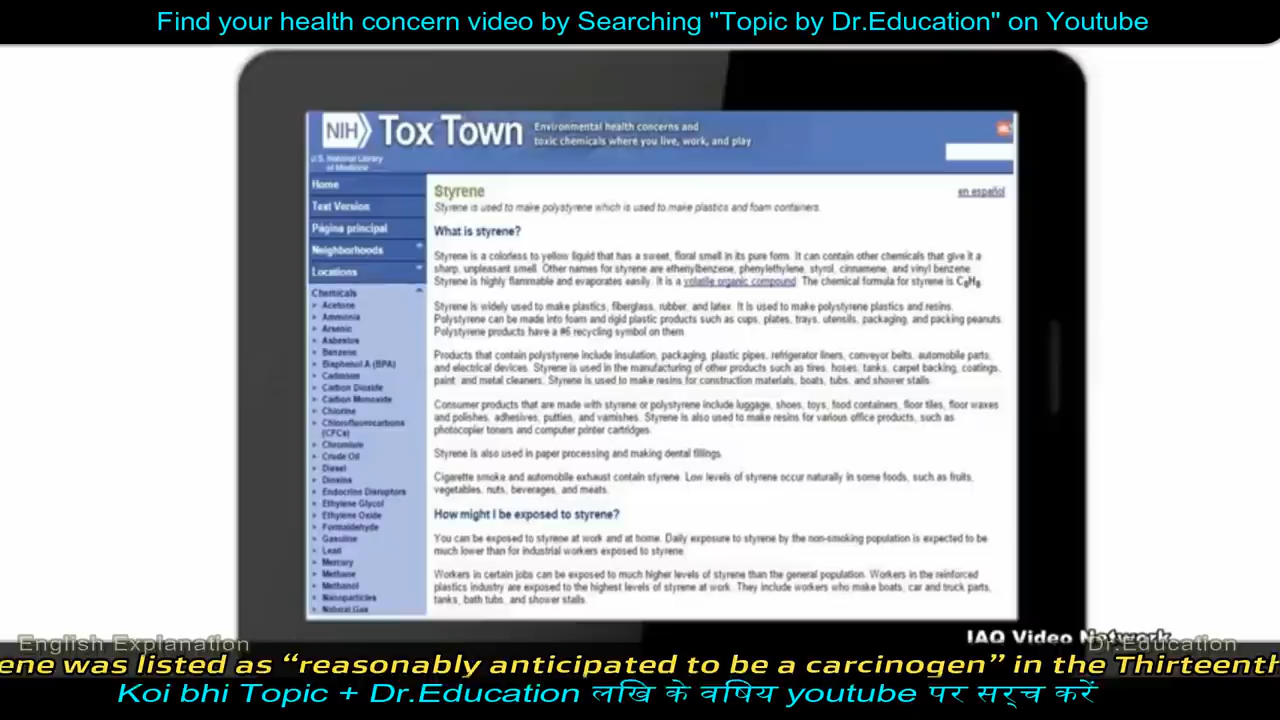 Find your health concern video by Searching "Topic by Dr.Education" on Youtube
NIH Tox Town
Environmental health concerns and
toxic chemicals where you live, work, and play
U.S. National Library
of Medicine
Home
Text Version
Página principal
Neighborhoods
Locations
Chemicals
Acetone
Ammonia
Arsenic
Asbestos
Benzene
Bisphenol A (BPA)
Cadmium
Carbon Dioxide
Carbon Monoxide
Chlorine
Chlorofluorocarbons
(CFCs)
Chromium
Crude Oil
Diesel
Dioxins
Endocrine Disruptors
Ethylene Glycol
Ethylene Oxide
Formaldehyde
Gasoline
Lead
Mercury
Methane
Methanol
Nanoparticles
Natural Gas
Styrene
en español
Styrene is used to make polystyrene which is used to make plastics and foam containers.
What is styrene?
Styrene is a colorless to yellow liquid that has a sweet, floral smell in its pure form. It can contain other chemicals that give it a
sharp, unpleasant smell. Other names for styrene are ethenylbenzene, phenylethylene, styrol, cinnamene, and vinyl benzene
Styrene is highly flammable and evaporates easily. It is a volatile organic compound. The chemical formula for styrene is C8H8
Styrene is widely used to make plastics, fiberglass, rubber, and latex. It is used to make polystyrene plastics and resins.
Polystyrene can be made into foam and rigid plastic products such as cups, plates, trays, utensils, packaging, and packing peanuts.
Polystyrene products have a #6 recycling symbol on them
Products that contain polystyrene include insulation, packaging, plastic pipes, refrigerator liners, conveyor belts, automobile parts,
and electrical devices. Styrene is used in the manufacturing of other products such as tires, hoses, tanks, carpet backing, coatings,
paint and metal cleaners. Styrene is used to make resins for construction materials, boats, tubs, and shower stalls.
Consumer products that are made with styrene or polystyrene include luggage, shoes, toys, food containers, floor tiles, floor waxes
and polishes, adhesives, putties, and varnishes. Styrene is also used to make resins for various office products, such as
photocopier toners and computer printer cartridges.
Styrene is also used in paper processing and making dental fillings.
Cigarette smoke and automobile exhaust contain styrene. Low levels of styrene occur naturally in some foods, such as fruits,
vegetables, nuts, beverages, and meats.
How might I be exposed to styrene?
You can be exposed to styrene at work and at home. Daily exposure to styrene by the non-smoking population is expected to be
much lower than for industrial workers exposed to styrene.
Workers in certain jobs can be exposed to much higher levels of styrene than the general population. Workers in the reinforced
plastics industry are exposed to the highest levels of styrene at work. They include workers who make boats, car and truck parts,
tanks, bath tubs, and shower stalls.
English Explanation
IAQ Video Network
Dr.Education
ene was listed as “reasonably anticipated to be a carcinogen” in the Thirteenth
Koi bhi Topic + Dr.Education लखि के वषिय youtube पर सर्च करें